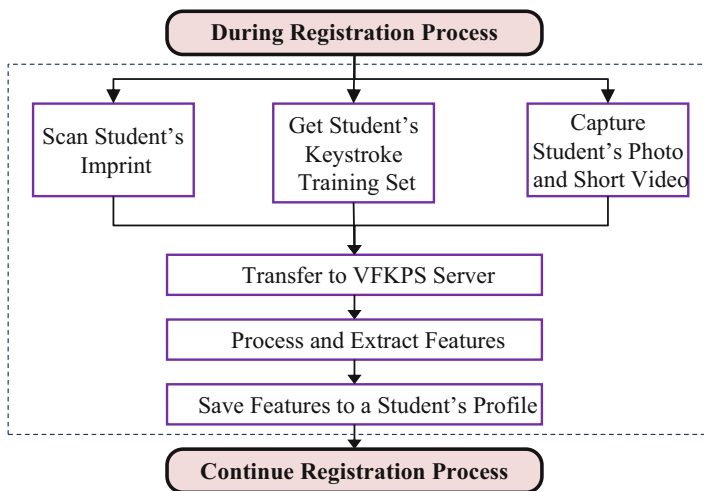 During Registration Process
Scan Student's
Imprint
Get Student's
Keystroke
Training Set
Capture
Student's Photo
and Short Video
Transfer to VFKPS Server
Process and Extract Features
Save Features to a Student's Profile
Continue Registration Process